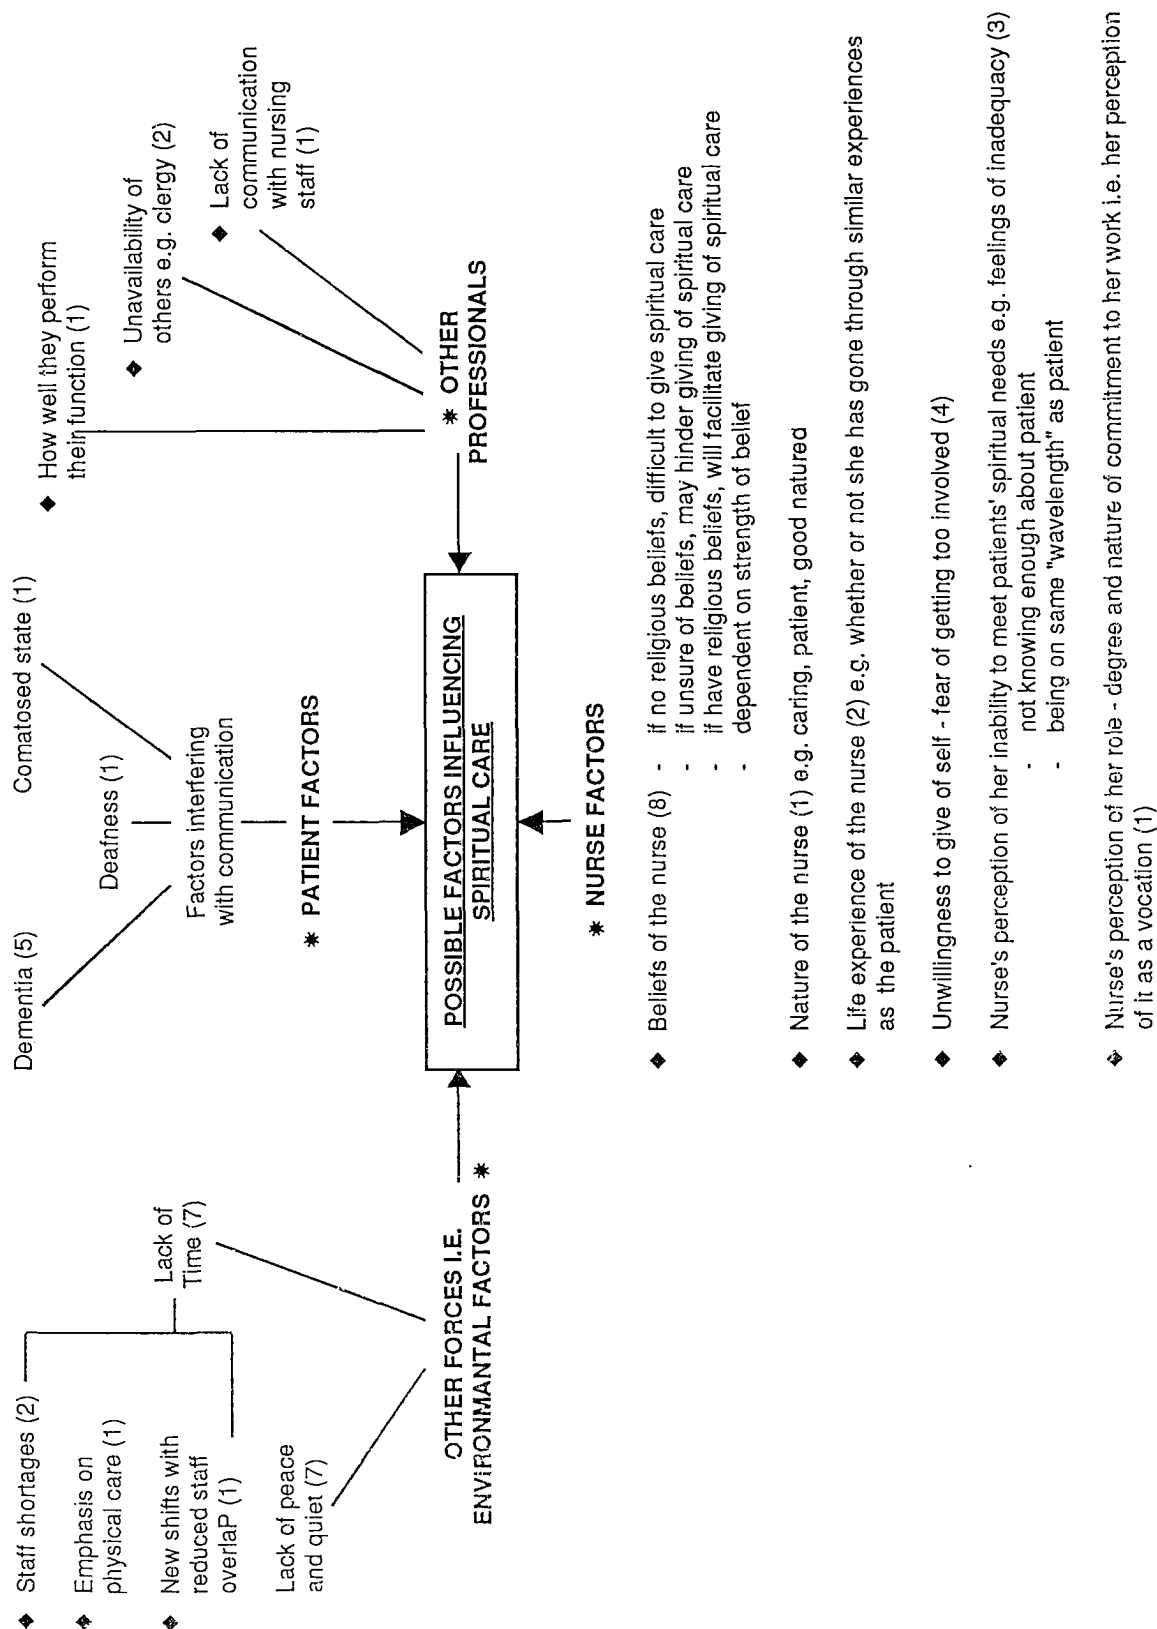 ◆ Staff shortages (2)
◆ Emphasis on
physical care (1)
◆ New shifts with
reduced staff
overlaP (1)
Lack of
Time (7)
Lack of peace
and quiet (7)
OTHER FORCES I.E.
ENVIRONMANTAL FACTORS *
Dementia (5)
Deafness (1)
Comatosed state (1)
Factors interfering
with communication
* PATIENT FACTORS
◆ How well they perform
their function (1)
◆ Unavailability of
others e.g. clergy (2)
◆ Lack of
communication
with nursing
staff (1)
* OTHER
PROFESSIONALS
POSSIBLE FACTORS INFLUENCING
SPIRITUAL CARE
* NURSE FACTORS
◆ Beliefs of the nurse (8) - if no religious beliefs, difficult to give spiritual care
- if unsure of beliefs, may hinder giving of spiritual care
- if have religious beliefs, will facilitate giving of spiritual care
- dependent on strength of belief
◆ Nature of the nurse (1) e.g. caring, patient, good natured
◆ Life experience of the nurse (2) e.g. whether or not she has gone through similar experiences
as the patient
◆ Unwillingness to give of self - fear of getting too involved (4)
◆ Nurse's perception of her inability to meet patients' spiritual needs e.g. feelings of inadequacy (3)
- not knowing enough about patient
- being on same "wavelength" as patient
◆ Nurse's perception of her role - degree and nature of commitment to her work i.e. her perception
of it as a vocation (1)